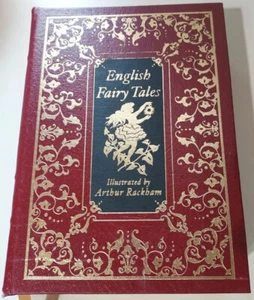 English
Fairy Tales
Illustrated by
Arthur Rackham